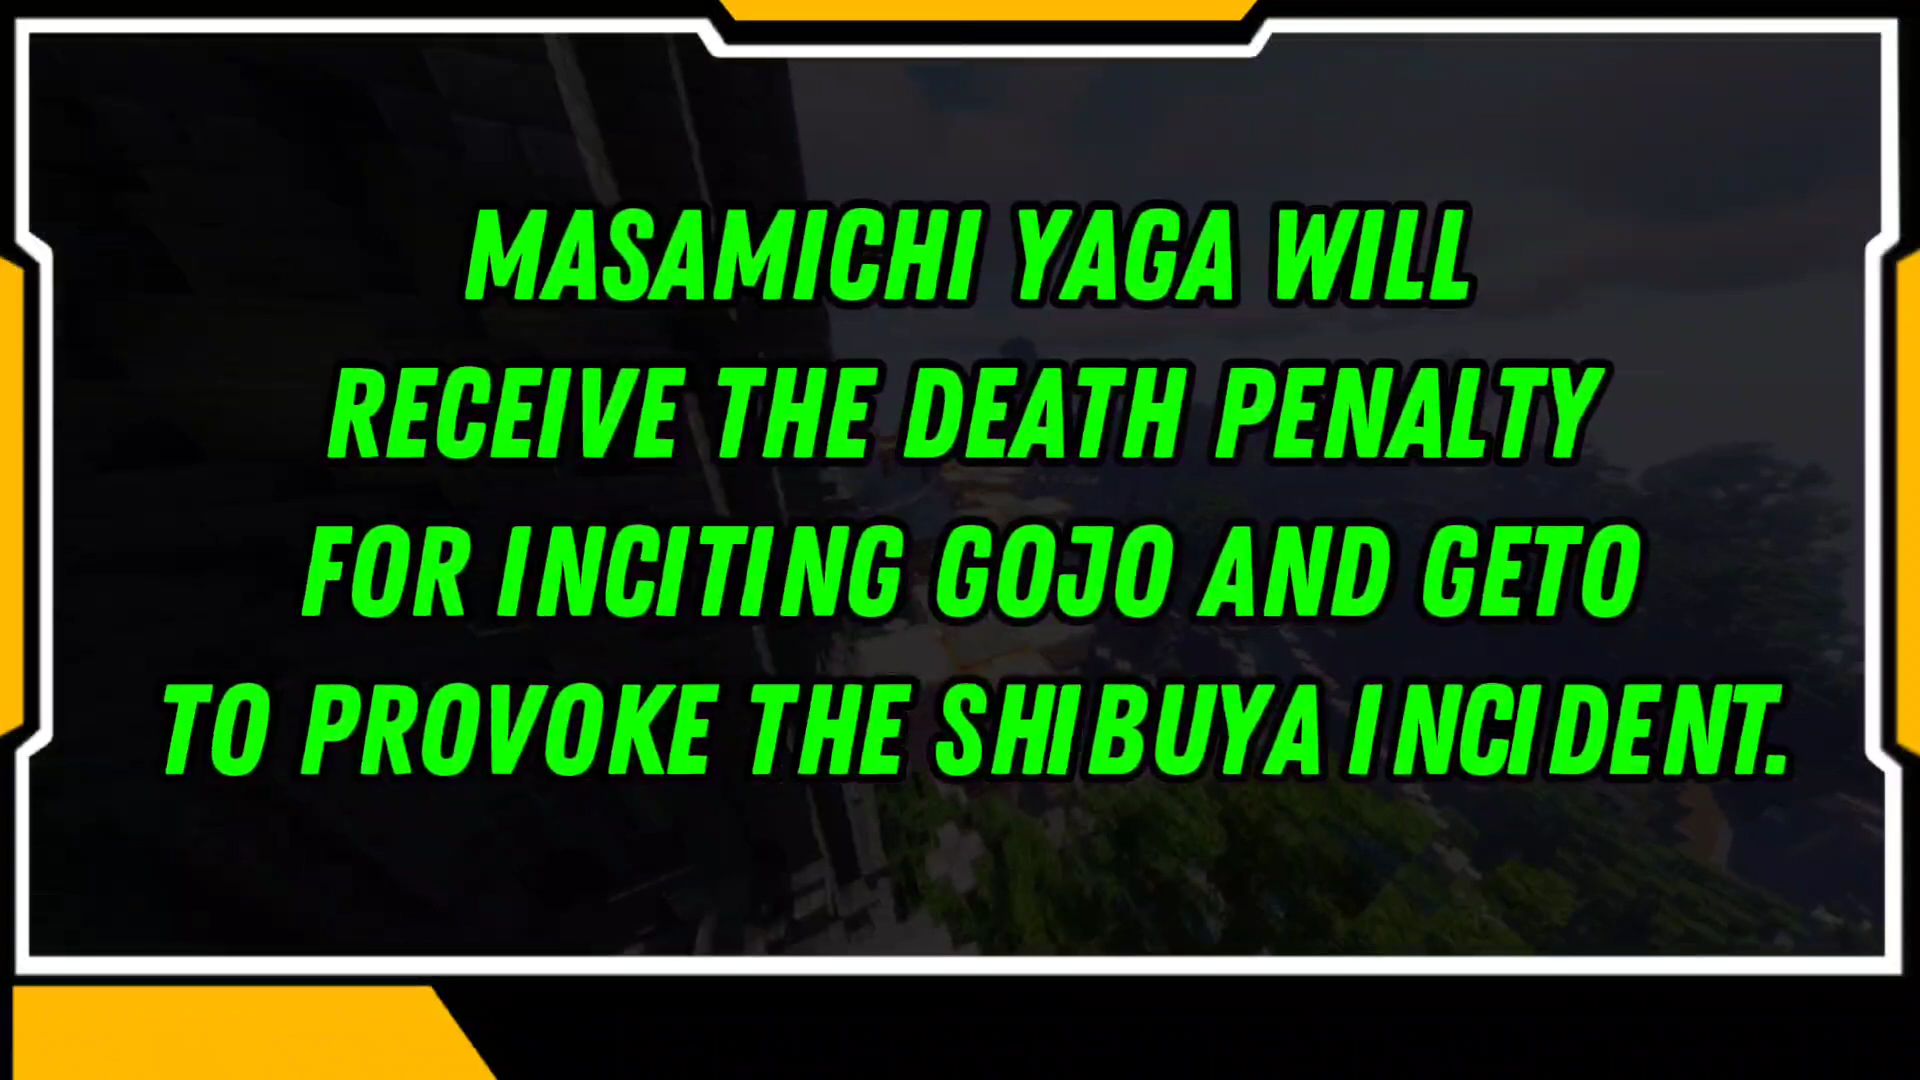 MASAMICHI YAGA WILL
RECEIVE THE DEATH PENALTY
FOR INCITING GOJO AND GETO
TO PROVOKE THE SHIBUYA INCIDENT.